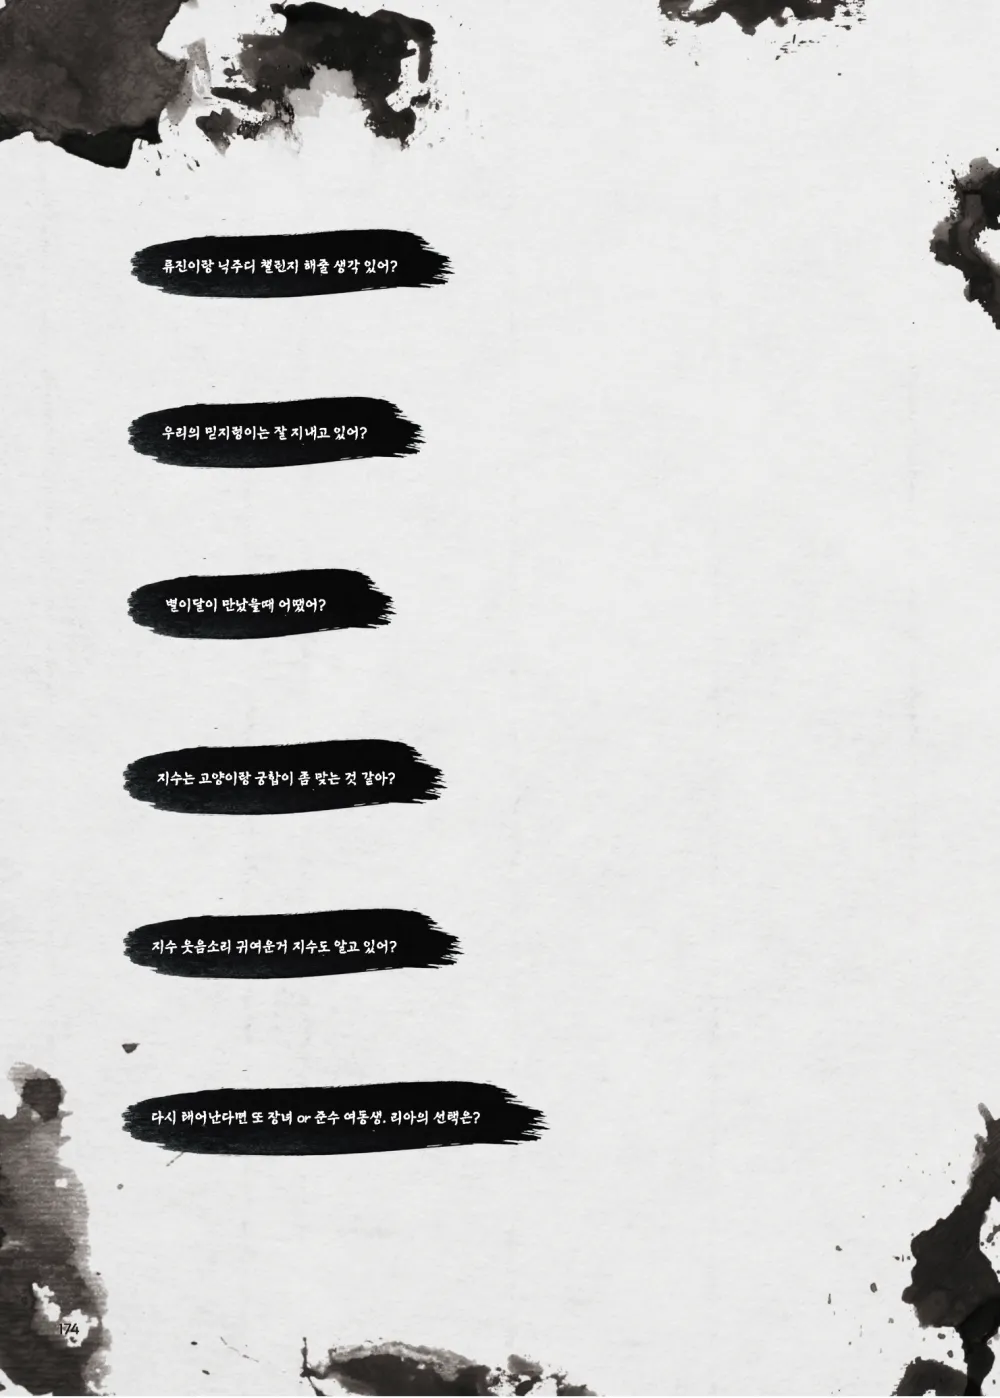 류진이랑 닉주디 챌린지 해줄 생각 있어?
우리의 믿지렁이는 잘 지내고 있어?
별이달이 만났을때 어땠어?
지수는 고양이랑 궁합이 좀 맞는 것 같아?
지수 웃음소리 귀여운거 지수도 알고 있어?
다시 태어난다면 또 장녀 or 준수 여동생. 리아의 선택은?
174